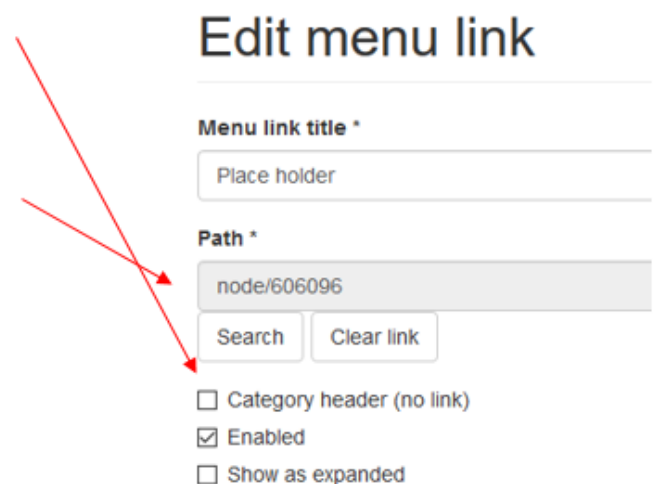 Edit menu link
Menu link title *
Place holder
Path *
node/606096
Search Clear link
Category header (no link)
Enabled
Show as expanded